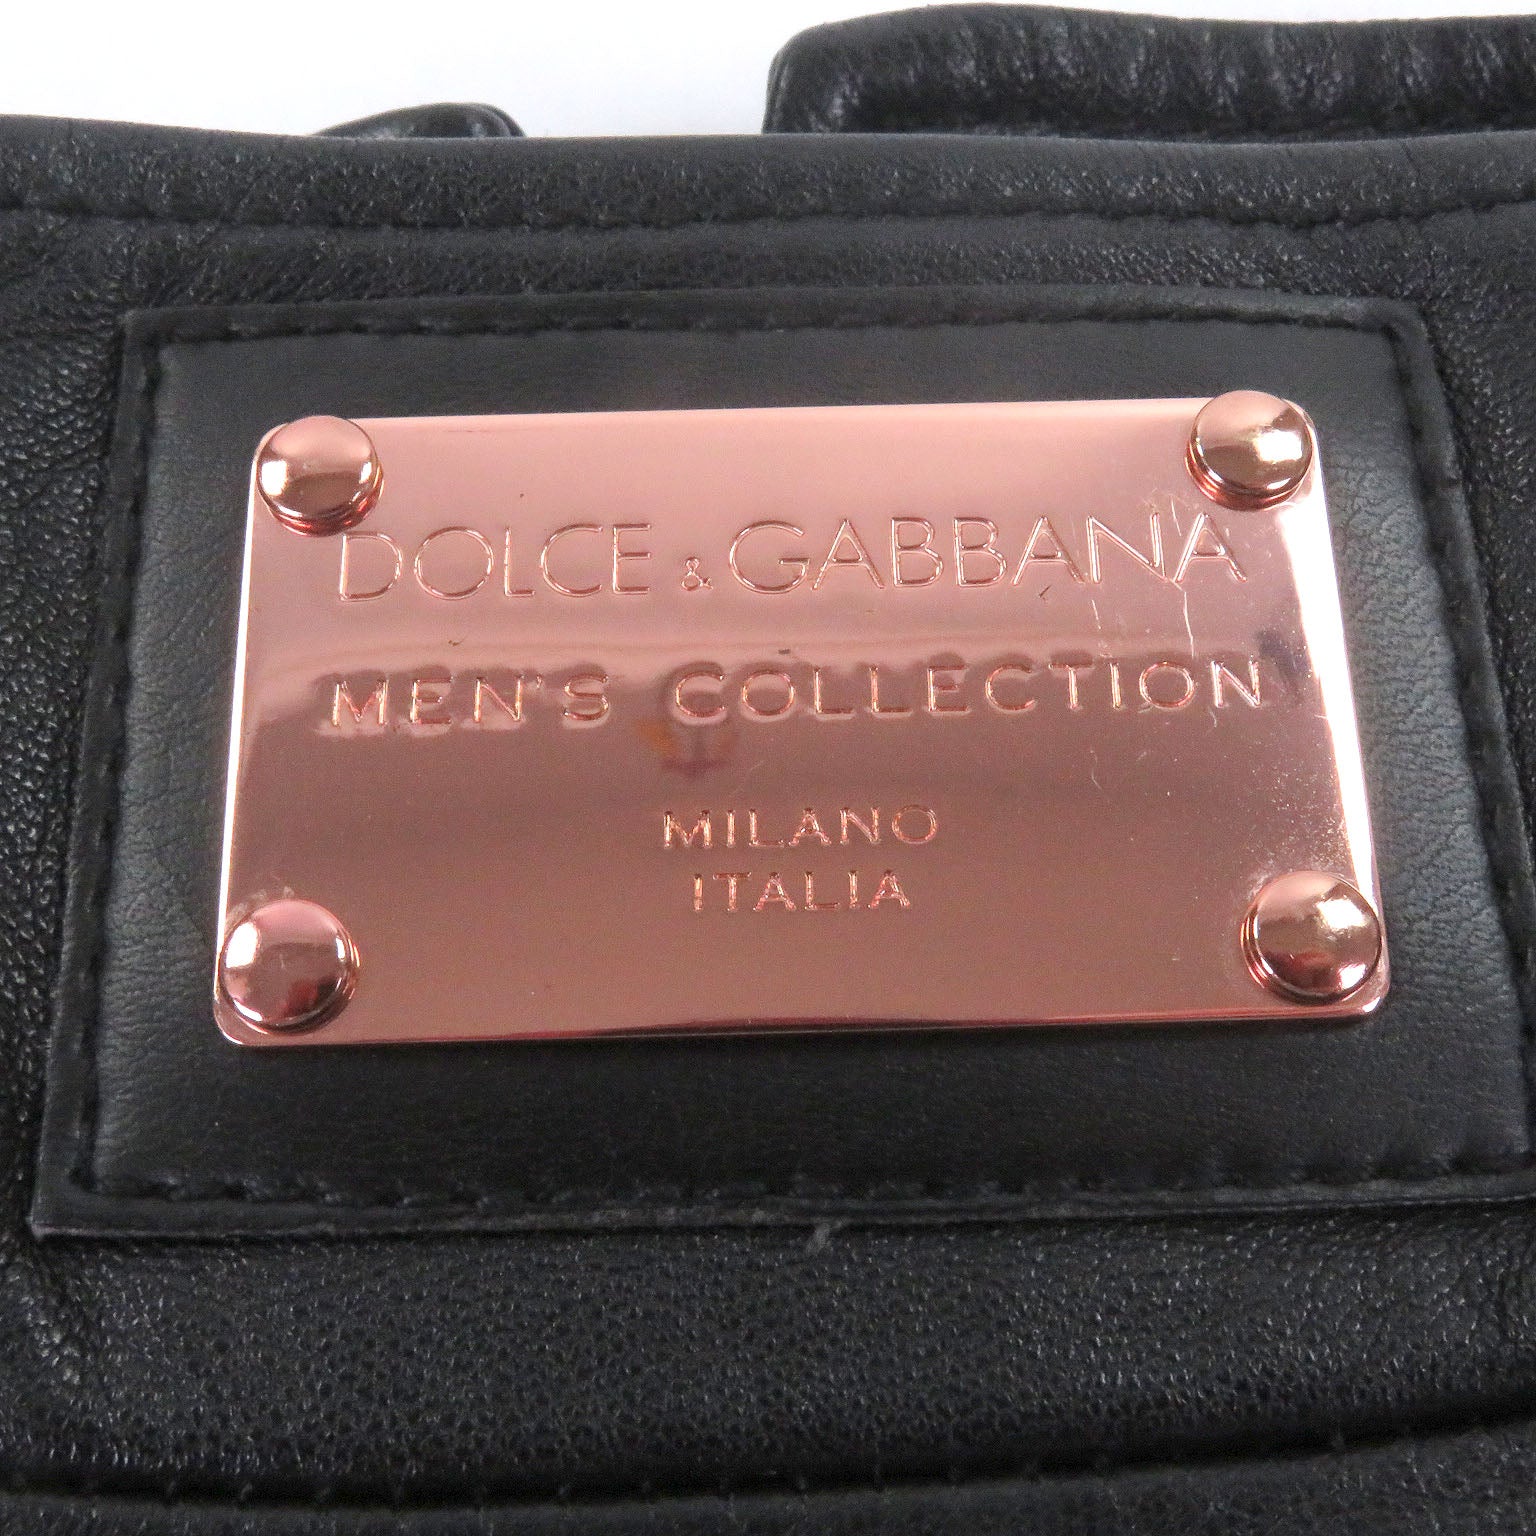 DOLCE & GABBANA
MEN'S COLLECTION
MILANO
ITALIA